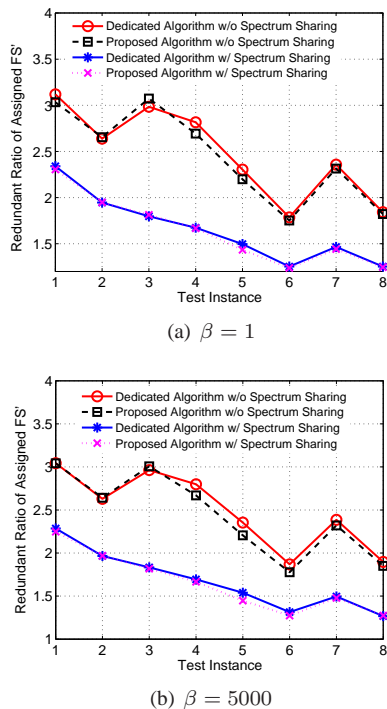 Dedicated Algorithm w/o Spectrum Sharing
Proposed Algorithm w/o Spectrum Sharing
Dedicated Algorithm w/ Spectrum Sharing
Proposed Algorithm w/ Spectrum Sharing
Redundant Ratio of Assigned FS'
4
3.5
3
2.5
2
1.5
1 2 3 4 5 6 7 8
Test Instance
(a) β = 1
Dedicated Algorithm w/o Spectrum Sharing
Proposed Algorithm w/o Spectrum Sharing
Dedicated Algorithm w/ Spectrum Sharing
Proposed Algorithm w/ Spectrum Sharing
Redundant Ratio of Assigned FS'
4
3.5
3
2.5
2
1.5
1
1 2 3 4 5 6 7 8
Test Instance
(b) β = 5000